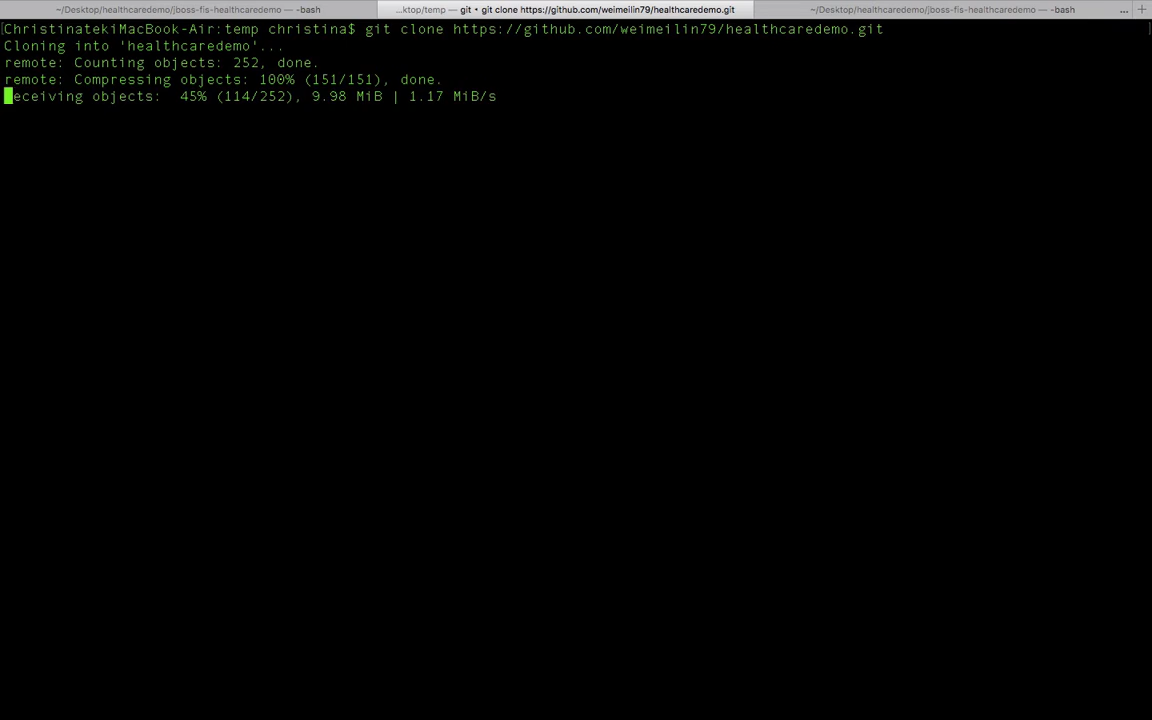 ~/Desktop/healthcaredemo/jboss-fis-healthcaredemo — -bash
...ktop/temp — git • git clone https://github.com/weimeilin79/healthcaredemo.git
~/Desktop/healthcaredemo/jboss-fis-healthcaredemo — -bash
... +
[ChristinatekiMacBook-Air:temp christina$ git clone https://github.com/weimeilin79/healthcaredemo.git ]
Cloning into 'healthcaredemo'...
remote: Counting objects: 252, done.
remote: Compressing objects: 100% (151/151), done.
eceiving objects:  45% (114/252), 9.98 MiB | 1.17 MiB/s